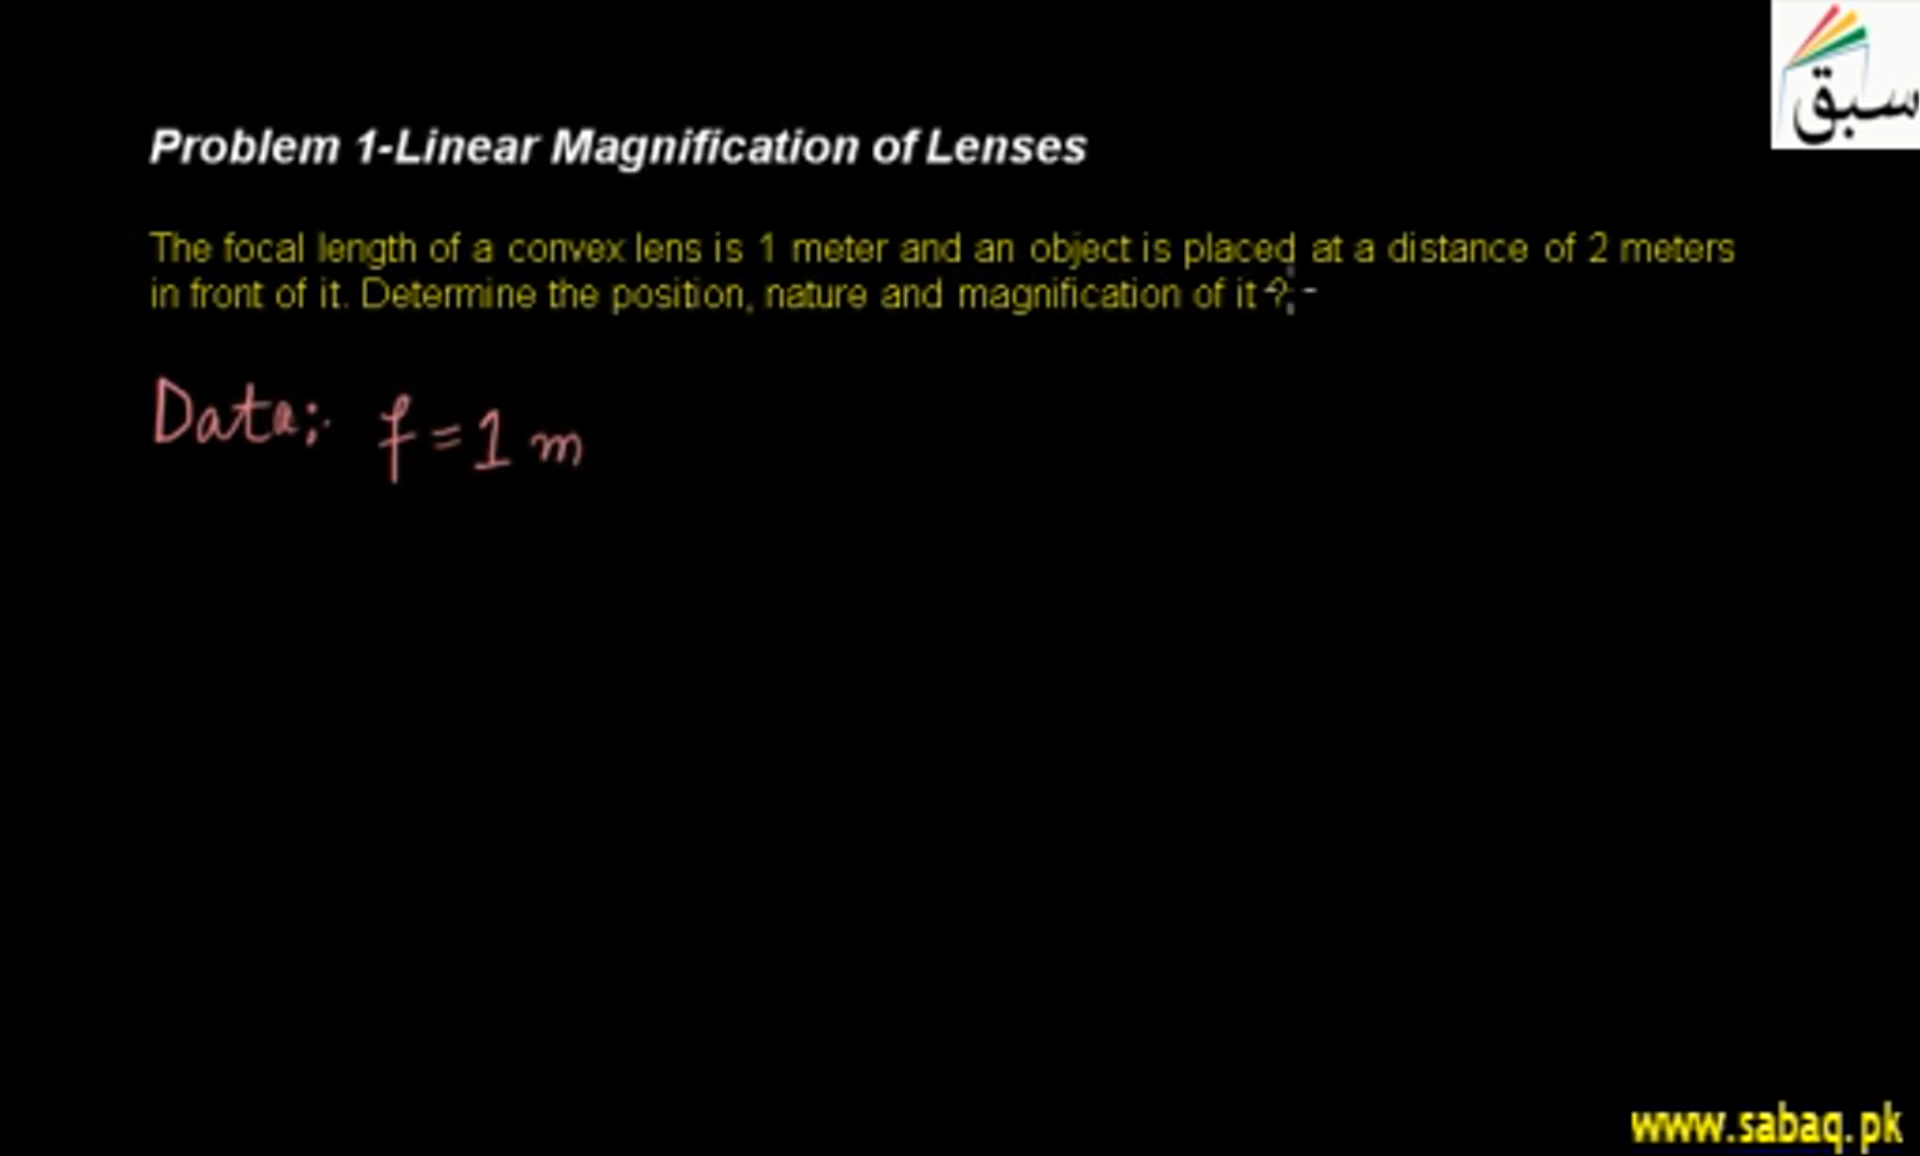 سبق
Problem 1-Linear Magnification of Lenses
The focal length of a convex lens is 1 meter and an object is placed at a distance of 2 meters
in front of it. Determine the position, nature and magnification of it ?
Data:- f = 1 m
www.sabaq.pk